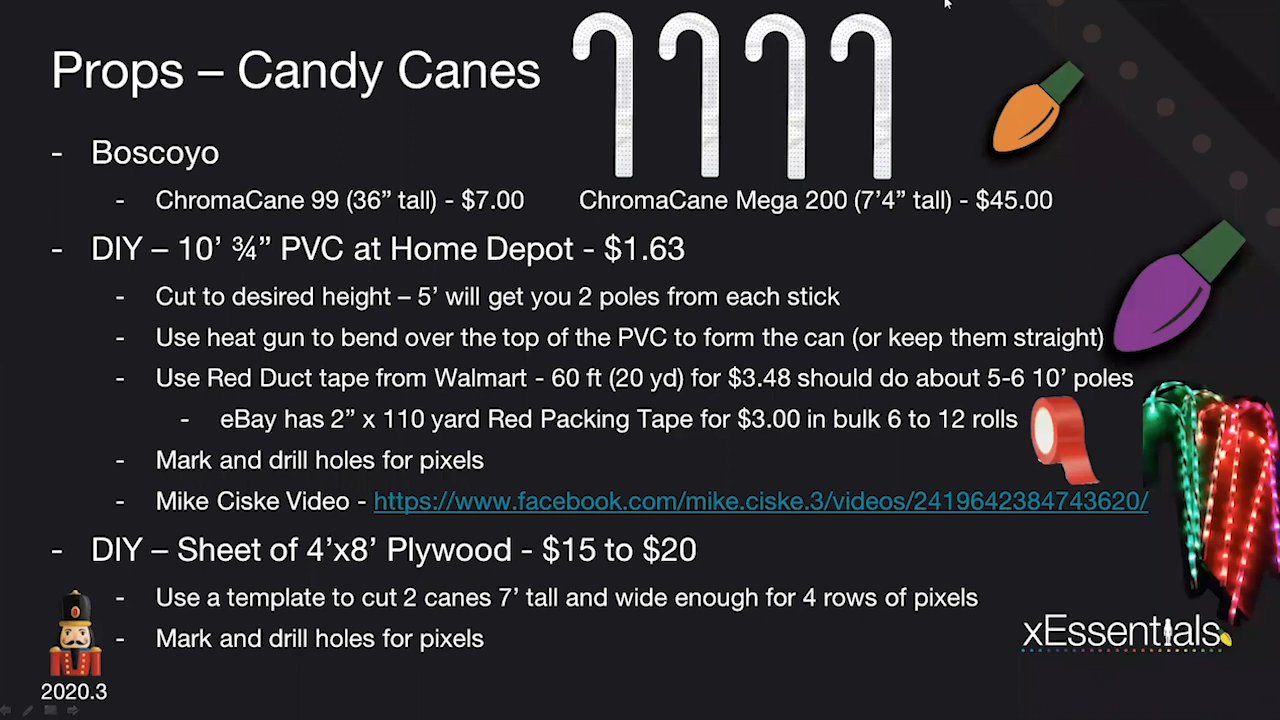 Props – Candy Canes
- Boscoyo
- ChromaCane 99 (36” tall) - $7.00 ChromaCane Mega 200 (7’4” tall) - $45.00
- DIY – 10’ ¾” PVC at Home Depot - $1.63
- Cut to desired height – 5’ will get you 2 poles from each stick
- Use heat gun to bend over the top of the PVC to form the can (or keep them straight)
- Use Red Duct tape from Walmart - 60 ft (20 yd) for $3.48 should do about 5-6 10’ poles
- eBay has 2” x 110 yard Red Packing Tape for $3.00 in bulk 6 to 12 rolls
- Mark and drill holes for pixels
- Mike Ciske Video - https://www.facebook.com/mike.ciske.3/videos/2419642384743620/
- DIY – Sheet of 4’x8’ Plywood - $15 to $20
- Use a template to cut 2 canes 7’ tall and wide enough for 4 rows of pixels
- Mark and drill holes for pixels
xEssentials
2020.3